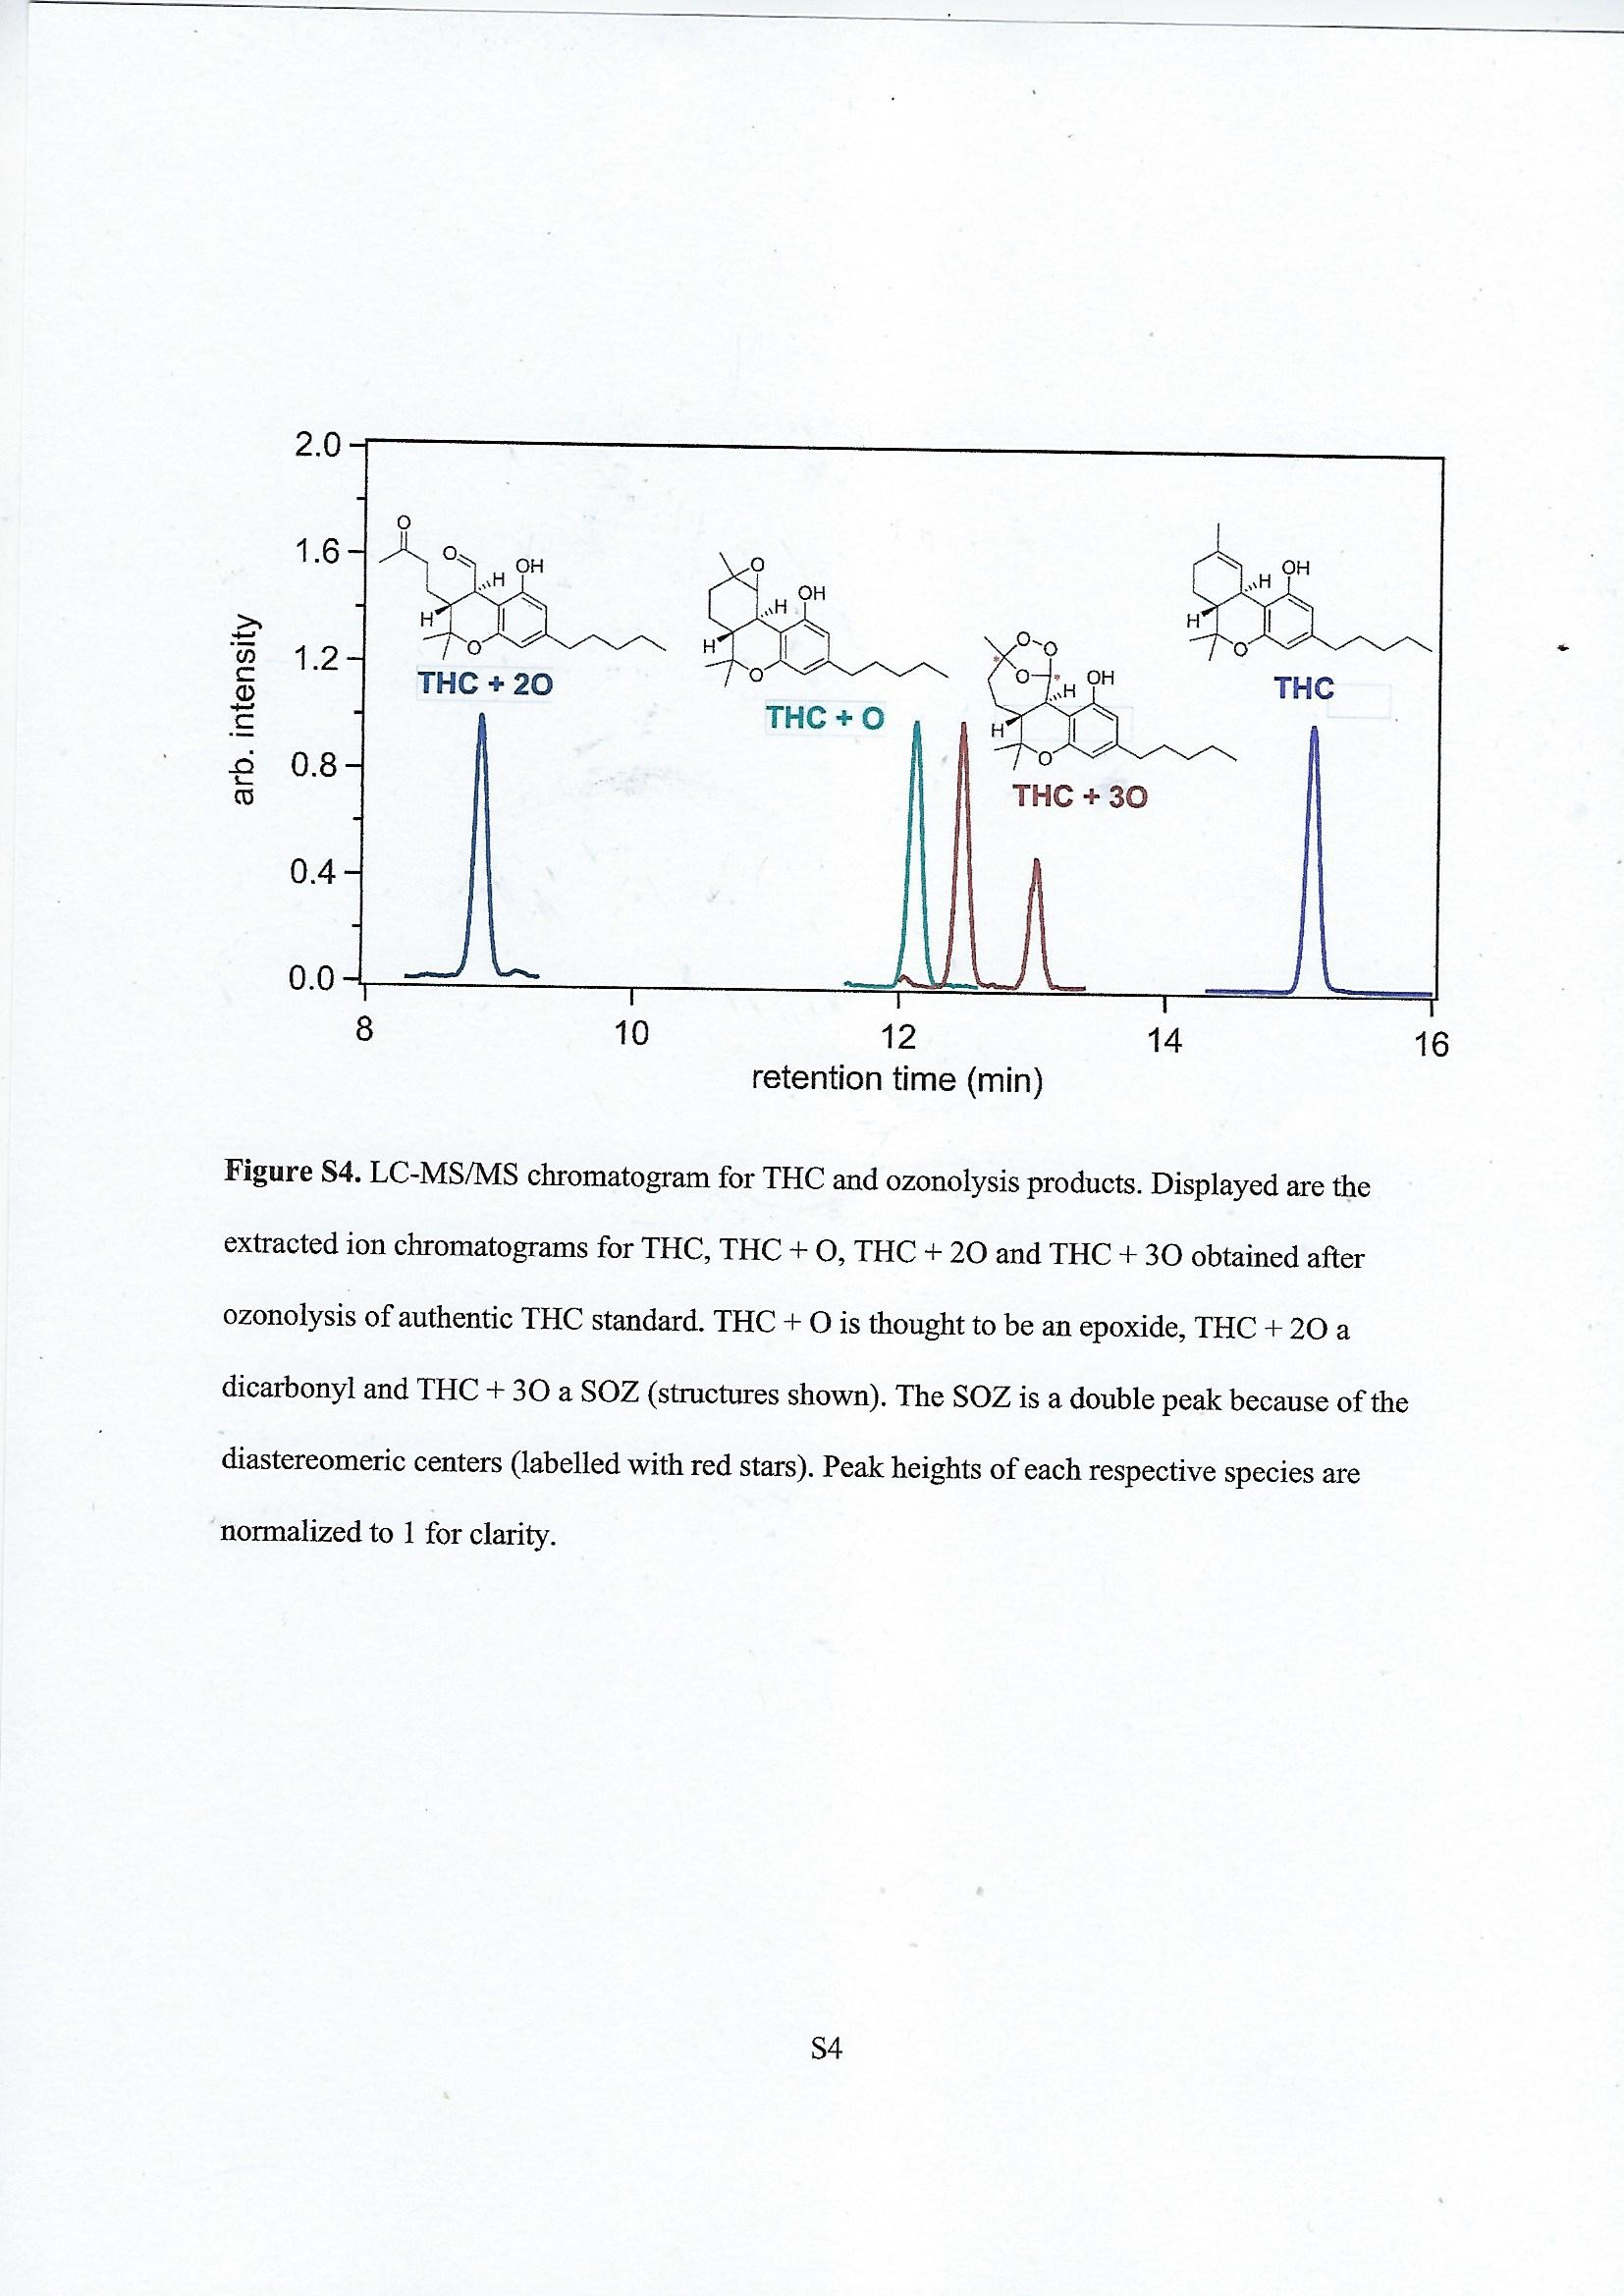 2.0
1.6
1.2
0.8
0.4
0.0
arb. intensity
O
O
OH
H
H
O
THC + 2O
O
OH
H
H
O
THC + O
O
O
* O *
OH
H
H
O
THC + 3O
OH
H
H
O
THC
8 10 12 14 16
retention time (min)
Figure S4. LC-MS/MS chromatogram for THC and ozonolysis products. Displayed are the
extracted ion chromatograms for THC, THC + O, THC + 2O and THC + 3O obtained after
ozonolysis of authentic THC standard. THC + O is thought to be an epoxide, THC + 2O a
dicarbonyl and THC + 3O a SOZ (structures shown). The SOZ is a double peak because of the
diastereomeric centers (labelled with red stars). Peak heights of each respective species are
normalized to 1 for clarity.
S4